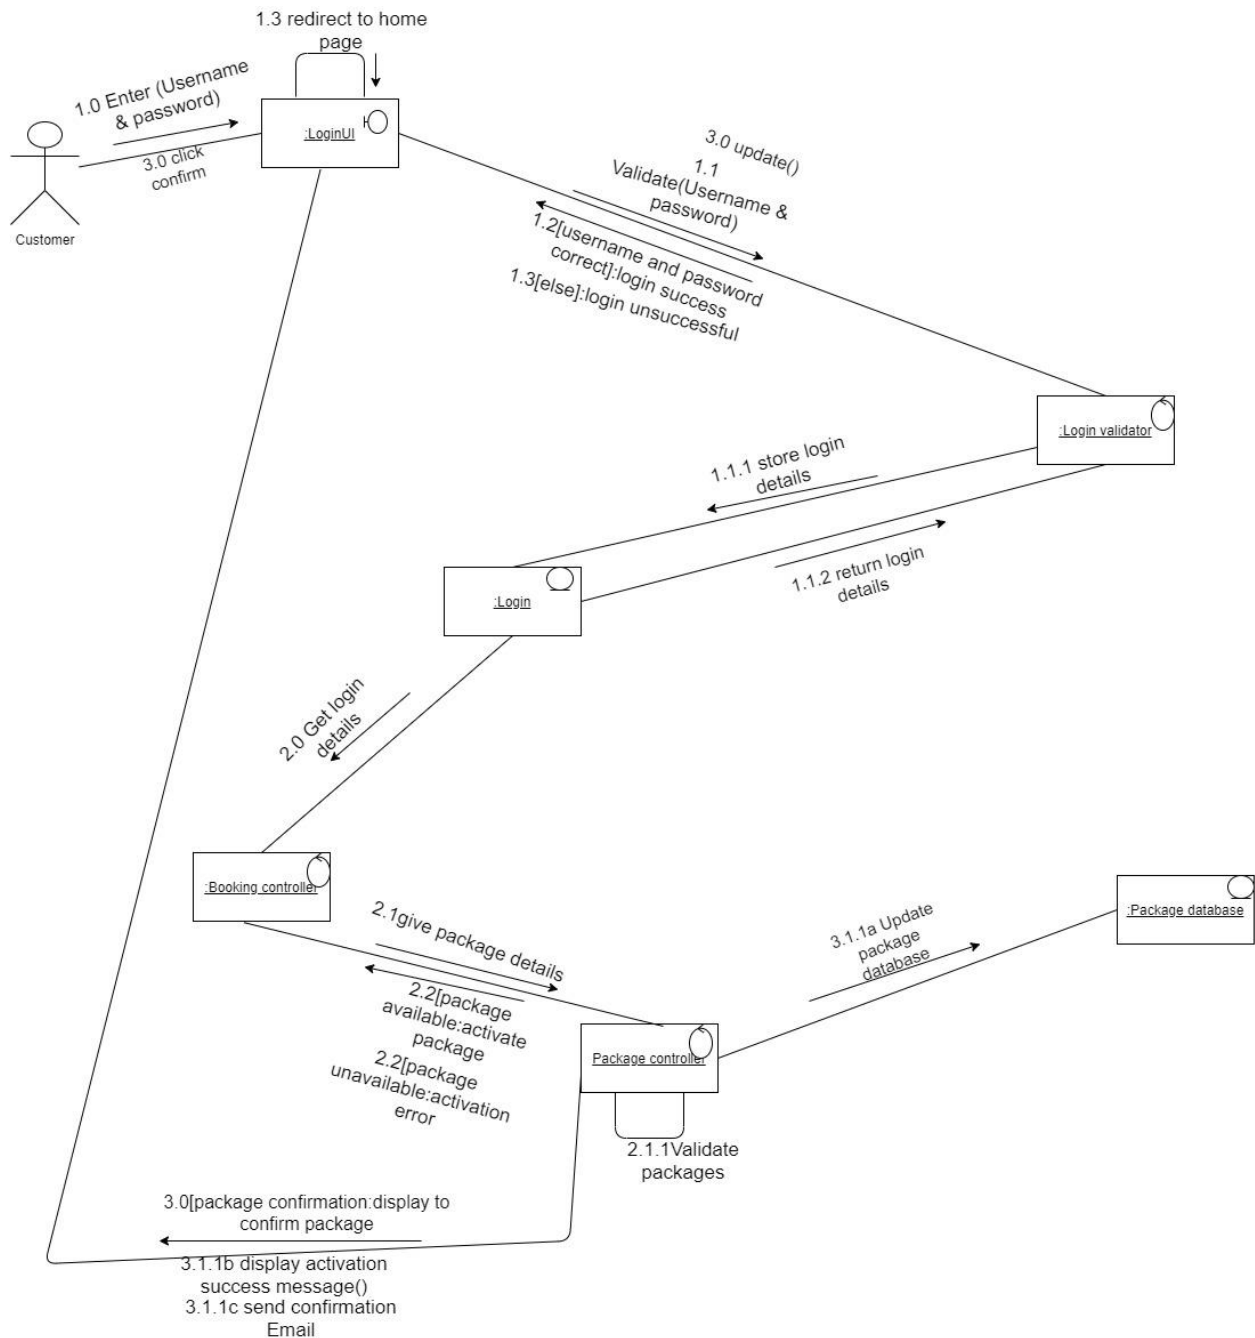 1.3 redirect to home
page
1.0 Enter (Username
& password)
:LoginUI
3.0 click
confirm
Customer
3.0 update()
1.1
Validate(Username &
password)
1.2[username and password
correct]:login success
1.3[else]:login unsuccessful
:Login validator
1.1.1 store login
details
1.1.2 return login
details
:Login
2.0 Get login
details
:Booking controller
2.1give package details
2.2[package
available:activate
package
2.2[package
unavailable:activation
error
3.1.1a Update
package
database
:Package database
Package controller
2.1.1Validate
packages
3.0[package confirmation:display to
confirm package
3.1.1b display activation
success message()
3.1.1c send confirmation
Email